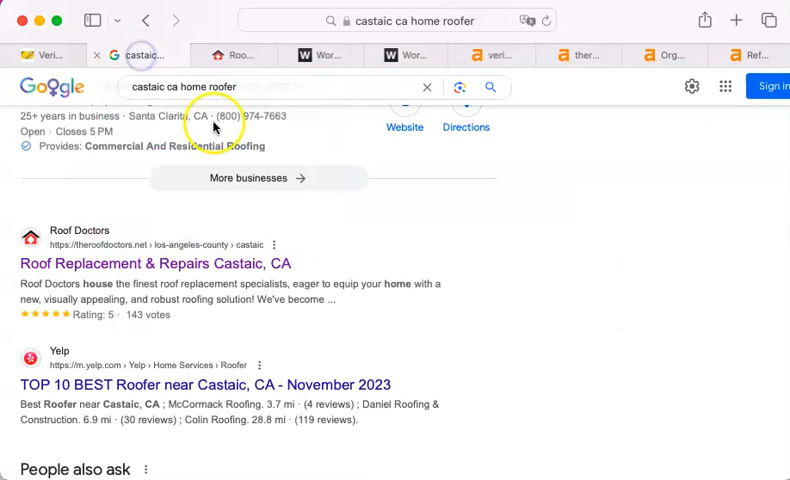 castaic ca home roofer
Veri...
castaic...
Roo...
Wor...
Wor...
veri...
ther...
Org...
Ref...
Google
castaic ca home roofer
Sign in
25+ years in business · Santa Clarita, CA · (800) 974-7663
Open · Closes 5 PM
Provides: Commercial And Residential Roofing
Website
Directions
More businesses
Roof Doctors
https://theroofdoctors.net › los-angeles-county › castaic
Roof Replacement & Repairs Castaic, CA
Roof Doctors house the finest roof replacement specialists, eager to equip your home with a
new, visually appealing, and robust roofing solution! We've become ...
Rating: 5 · 143 votes
Yelp
https://m.yelp.com › Yelp › Home Services › Roofer
TOP 10 BEST Roofer near Castaic, CA - November 2023
Best Roofer near Castaic, CA ; McCormack Roofing. 3.7 mi · (4 reviews) ; Daniel Roofing &
Construction. 6.9 mi · (30 reviews) ; Colin Roofing. 28.8 mi · (119 reviews).
People also ask